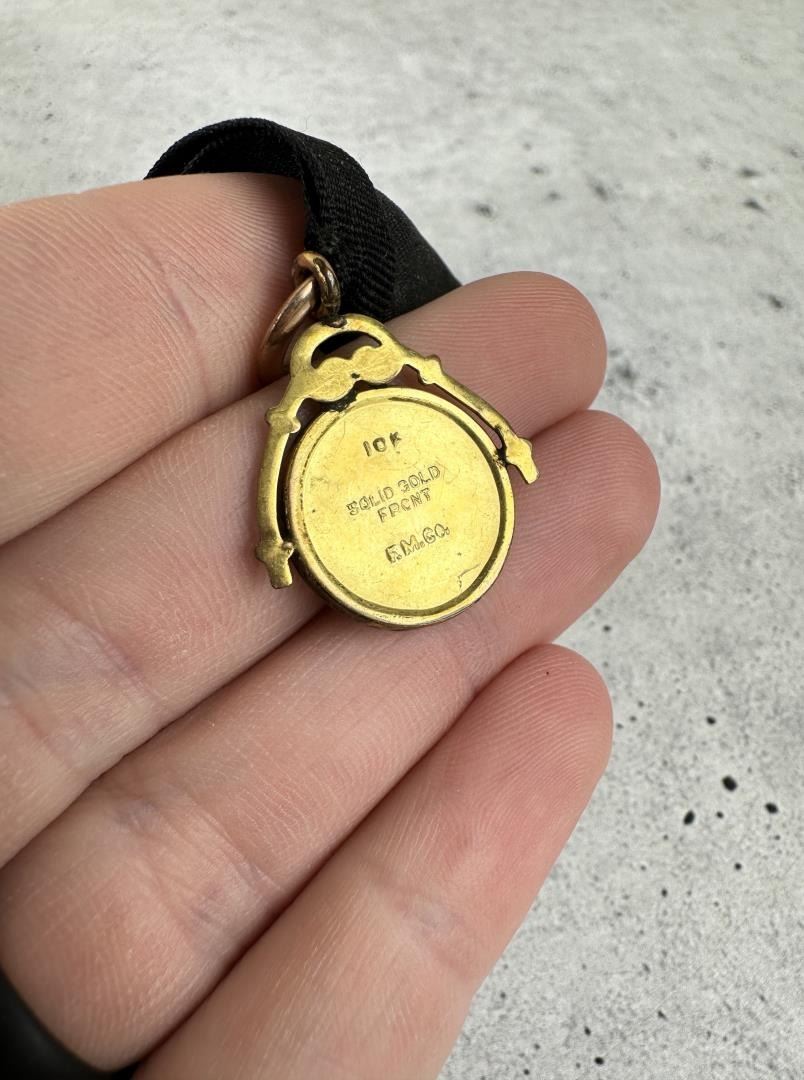 10K
SOLID GOLD
FRONT
F.M.CO.